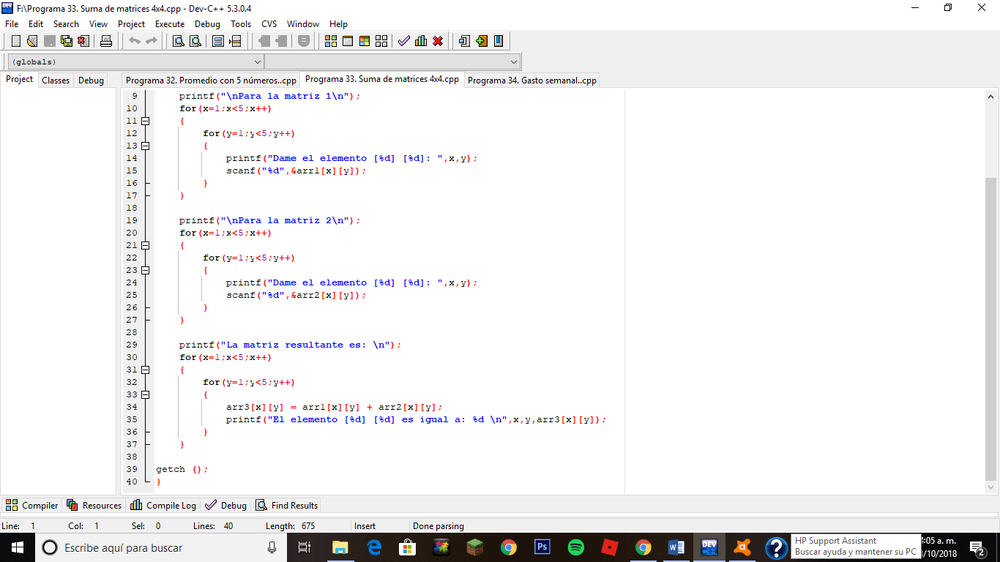 F:\Programa 33. Suma de matrices 4x4.cpp - Dev-C++ 5.3.0.4
File Edit Search View Project Execute Debug Tools CVS Window Help
(globals)
Project Classes Debug
Programa 32. Promedio con 5 números..cpp Programa 33. Suma de matrices 4x4.cpp Programa 34. Gasto semanal..cpp
9 printf("\nPara la matriz 1\n");
10 for(x=1;x<5;x++)
11 {
12 for(y=1;y<5;y++)
13 {
14 printf("Dame el elemento [%d] [%d]: ",x,y);
15 scanf("%d",&arr1[x][y]);
16 }
17 }
18
19 printf("\nPara la matriz 2\n");
20 for(x=1;x<5;x++)
21 {
22 for(y=1;y<5;y++)
23 {
24 printf("Dame el elemento [%d] [%d]: ",x,y);
25 scanf("%d",&arr2[x][y]);
26 }
27 }
28
29 printf("La matriz resultante es: \n");
30 for(x=1;x<5;x++)
31 {
32 for(y=1;y<5;y++)
33 {
34 arr3[x][y] = arr1[x][y] + arr2[x][y];
35 printf("El elemento [%d] [%d] es igual a: %d \n",x,y,arr3[x][y]);
36 }
37 }
38
39 getch ();
40 }
Compiler Resources Compile Log Debug Find Results
Line: 1 Col: 1 Sel: 0 Lines: 40 Length: 675 Insert Done parsing
Escribe aquí para buscar
Ps
DEV
HP Support Assistant
Buscar ayuda y mantener su PC
:05 a. m.
/10/2018
2